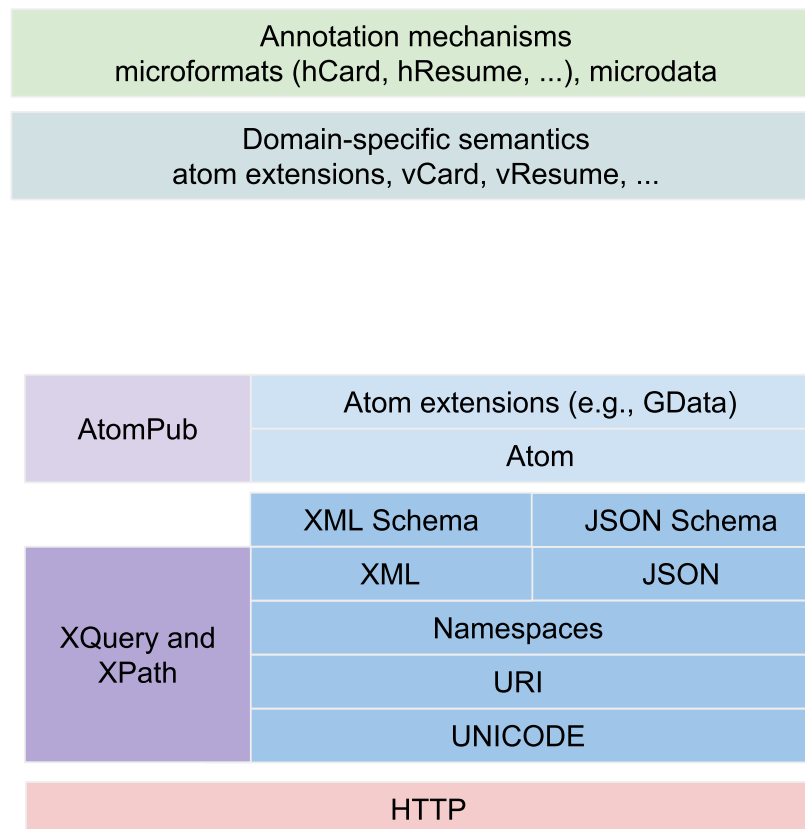 Annotation mechanisms
microformats (hCard, hResume, ...), microdata
Domain-specific semantics
atom extensions, vCard, vResume, ...
AtomPub
Atom extensions (e.g., GData)
Atom
XML Schema
JSON Schema
XML
JSON
XQuery and
XPath
Namespaces
URI
UNICODE
HTTP